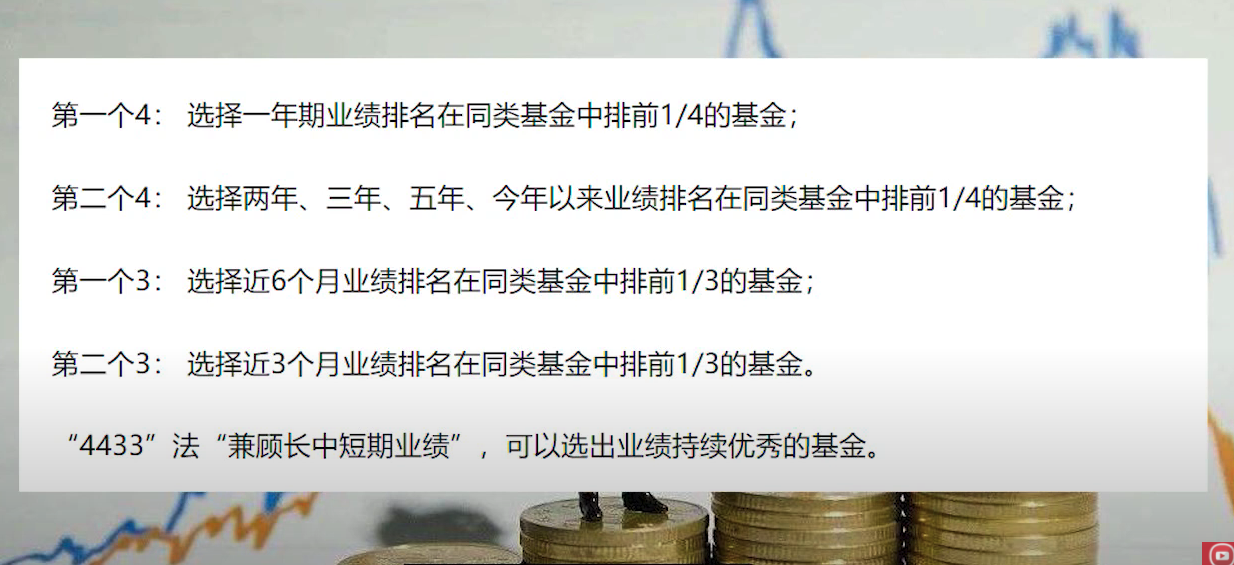 第一个4： 选择一年期业绩排名在同类基金中排前1/4的基金；
第二个4： 选择两年、三年、五年、今年以来业绩排名在同类基金中排前1/4的基金；
第一个3： 选择近6个月业绩排名在同类基金中排前1/3的基金；
第二个3： 选择近3个月业绩排名在同类基金中排前1/3的基金。
“4433”法“兼顾长中短期业绩”，可以选出业绩持续优秀的基金。